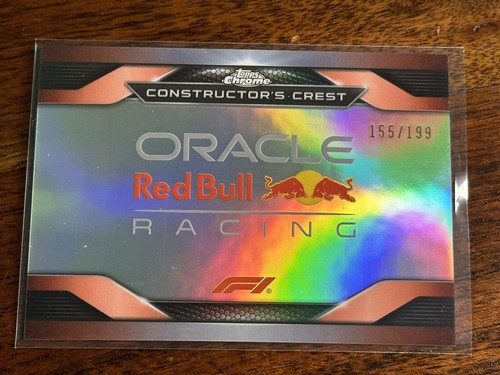 Topps
Chrome
CONSTRUCTOR'S CREST
155/199
ORACLE
Red Bull
RACING
F1®